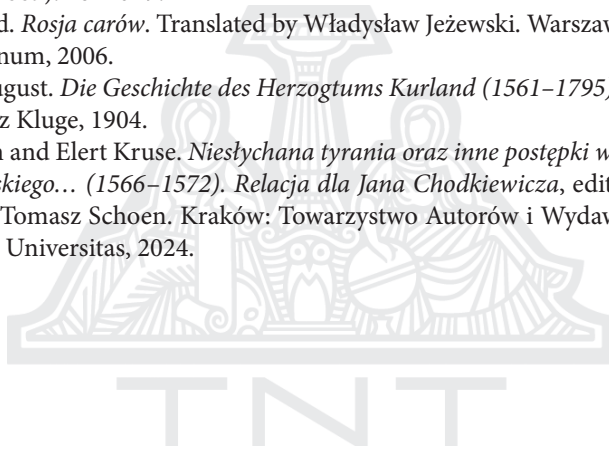 d. Rosja carów. Translated by Władysław Jeżewski. Warszaw
num, 2006.
ugust. Die Geschichte des Herzogtums Kurland (1561–1795)
z Kluge, 1904.
n and Elert Kruse. Niesłychana tyrania oraz inne postępki w
skiego… (1566–1572). Relacja dla Jana Chodkiewicza, edit
Tomasz Schoen. Kraków: Towarzystwo Autorów i Wydaw
Universitas, 2024.
TNT